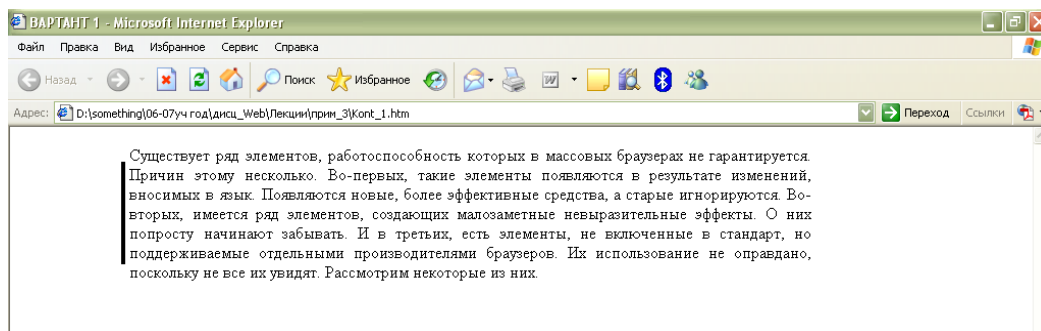 ВАРТАНТ 1 - Microsoft Internet Explorer
Файл Правка Вид Избранное Сервис Справка
Назад Поиск Избранное
Адрес: D:\something\06-07уч год\дисц_Web\Лекции\прим_3\Kont_1.htm Переход Ссылки
Существует ряд элементов, работоспособность которых в массовых браузерах не гарантируется.
Причин этому несколько. Во-первых, такие элементы появляются в результате изменений,
вносимых в язык. Появляются новые, более эффективные средства, а старые игнорируются. Во-
вторых, имеется ряд элементов, создающих малозаметные невыразительные эффекты. О них
попросту начинают забывать. И в третьих, есть элементы, не включенные в стандарт, но
поддерживаемые отдельными производителями браузеров. Их использование не оправдано,
поскольку не все их увидят. Рассмотрим некоторые из них.